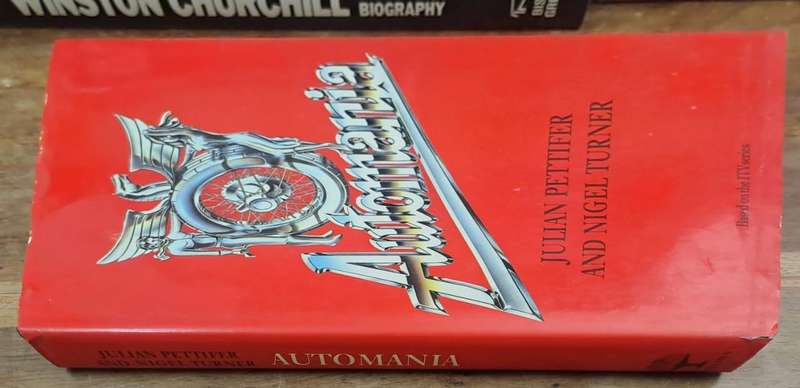 WINSTON CHURCHILL BIOGRAPHY
Automania
JULIAN PETTIFER
AND NIGEL TURNER
Based on the ITV series
JULIAN PETTIFER
AND NIGEL TURNER
AUTOMANIA